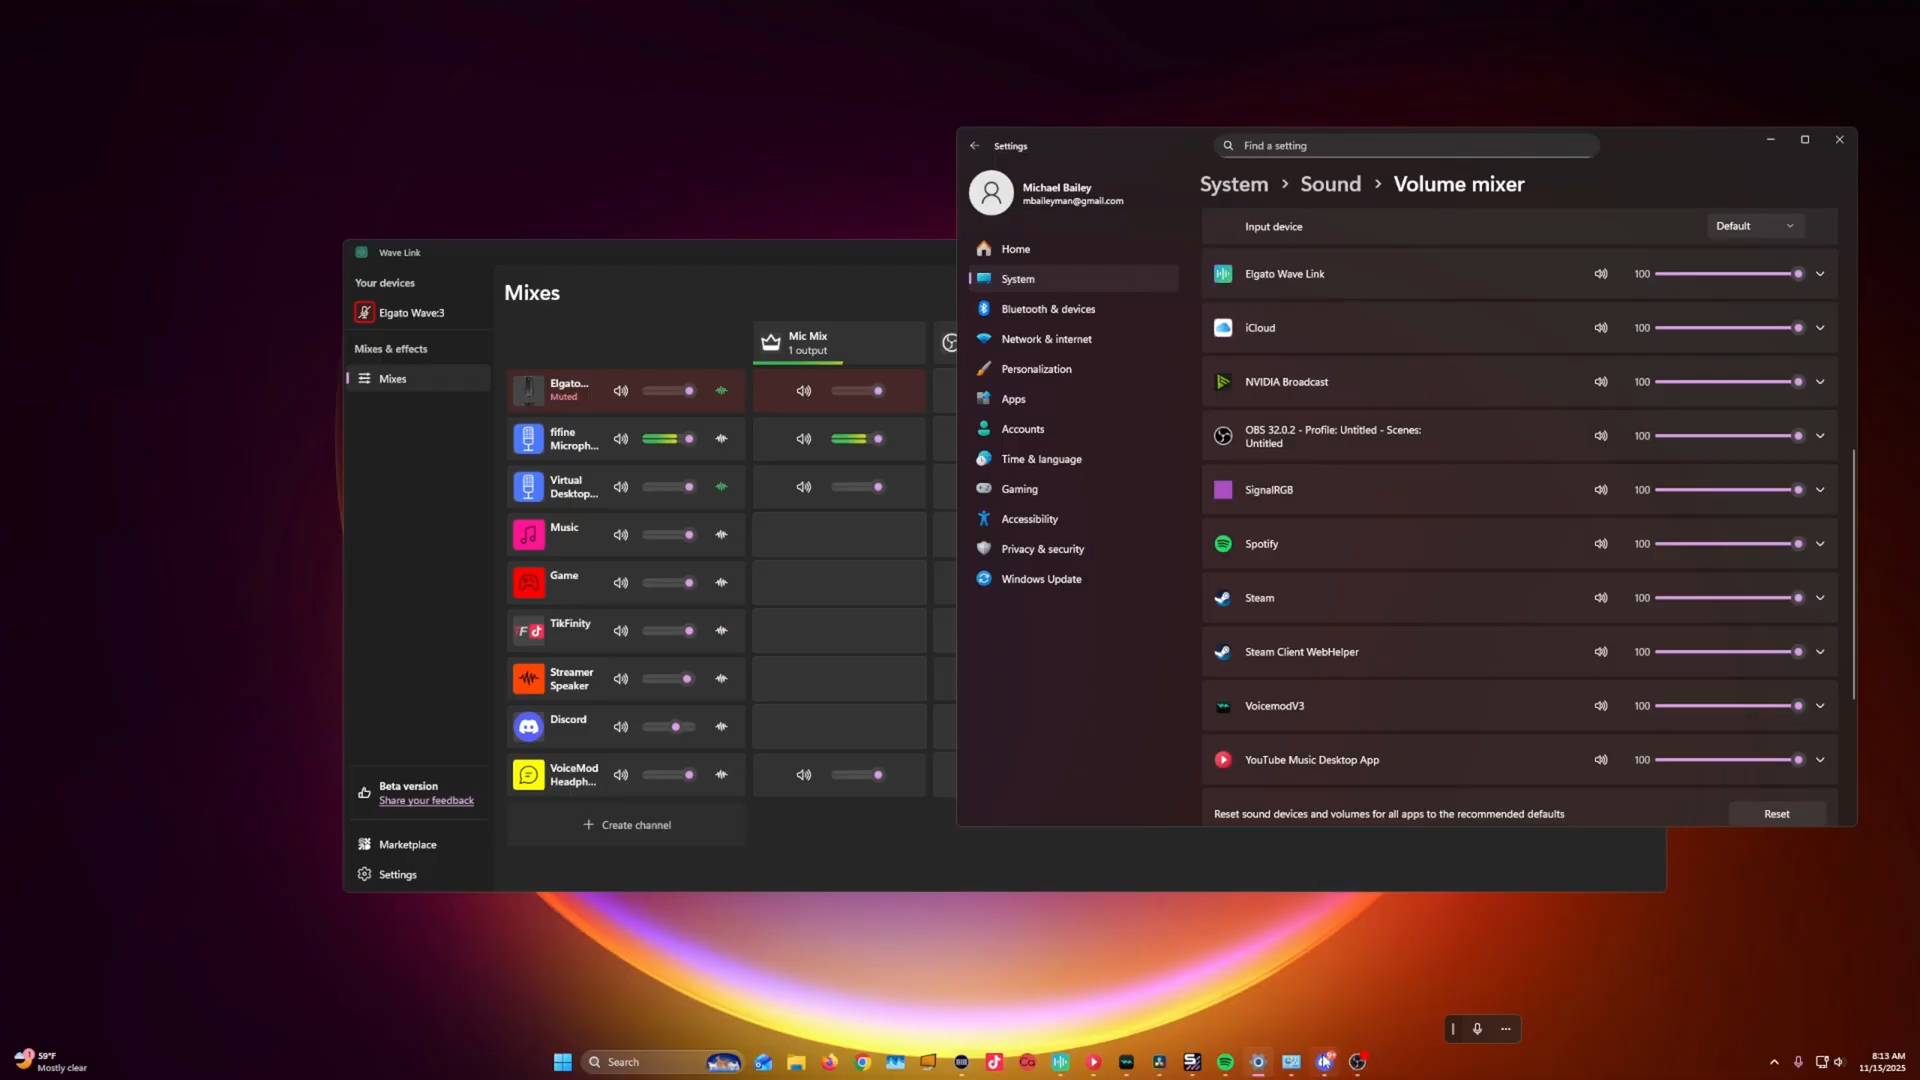 Wave Link
Your devices
Elgato Wave:3
Mixes & effects
Mixes
Beta version
Share your feedback
Marketplace
Settings
Mixes
Mic Mix
1 output
Elgato...
Muted
fifine
Microph...
Virtual
Desktop...
Music
Game
TikFinity
Streamer
Speaker
Discord
VoiceMod
Headph...
Create channel
Settings
Find a setting
Michael Bailey
mbaileyman@gmail.com
Home
System
Bluetooth & devices
Network & internet
Personalization
Apps
Accounts
Time & language
Gaming
Accessibility
Privacy & security
Windows Update
System > Sound > Volume mixer
Input device Default
Elgato Wave Link 100
iCloud 100
NVIDIA Broadcast 100
OBS 32.0.2 - Profile: Untitled - Scenes:
Untitled 100
SignalRGB 100
Spotify 100
Steam 100
Steam Client WebHelper 100
VoicemodV3 100
YouTube Music Desktop App 100
Reset sound devices and volumes for all apps to the recommended defaults Reset
59°F
Mostly clear
Search
8:13 AM
11/15/2025